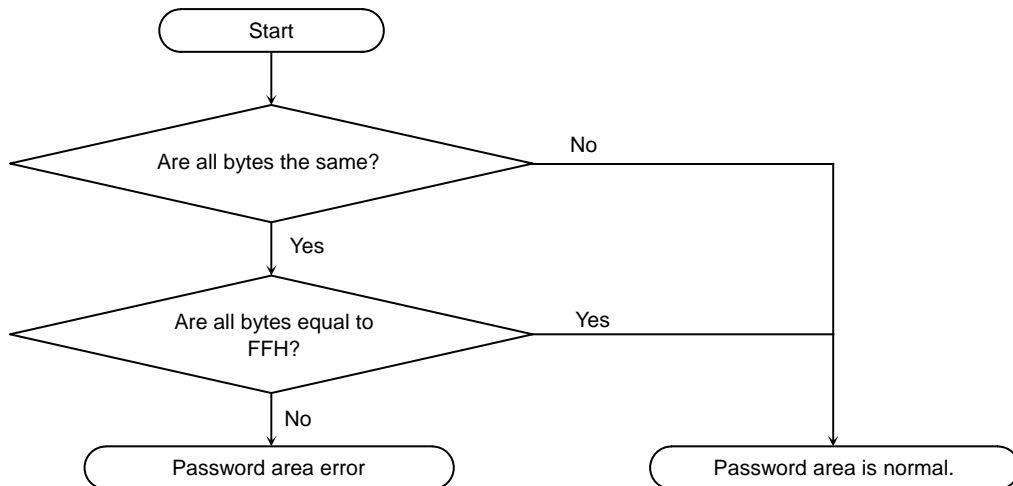 Start
Are all bytes the same?
No
Yes
Are all bytes equal to
FFH?
Yes
No
Password area error
Password area is normal.